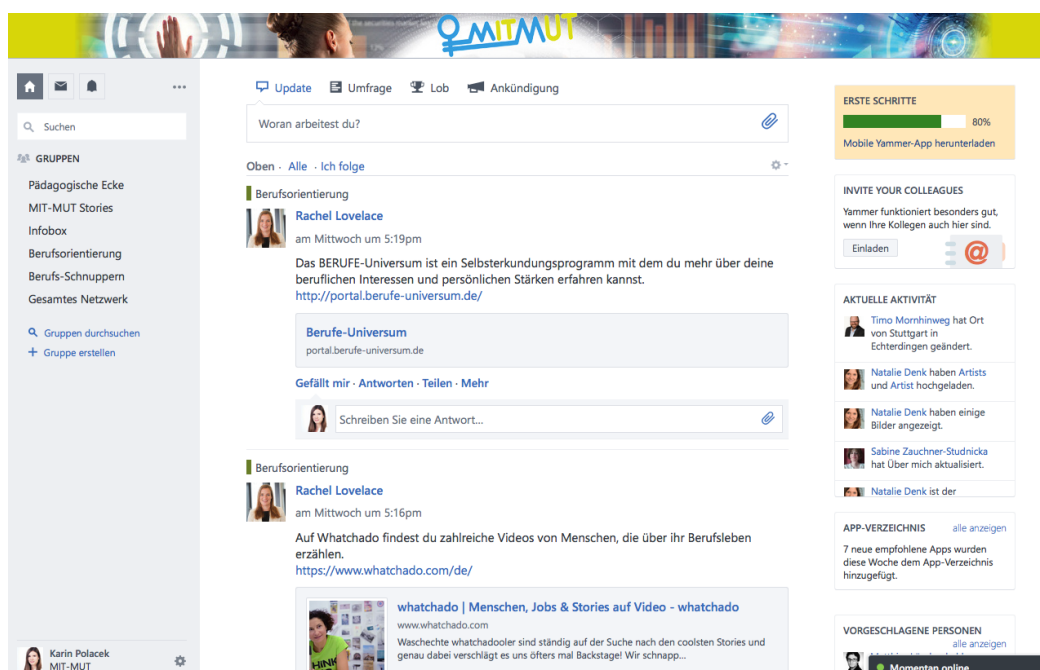 MITMUT
Suchen
GRUPPEN
Pädagogische Ecke
MIT-MUT Stories
Infobox
Berufsorientierung
Berufs-Schnuppern
Gesamtes Netzwerk
Gruppen durchsuchen
+ Gruppe erstellen
Karin Polacek
MIT-MUT
Update Umfrage Lob Ankündigung
Woran arbeitest du?
Oben · Alle · Ich folge
Berufsorientierung
Rachel Lovelace
am Mittwoch um 5:19pm
Das BERUFE-Universum ist ein Selbsterkundungsprogramm mit dem du mehr über deine
beruflichen Interessen und persönlichen Stärken erfahren kannst.
http://portal.berufe-universum.de/
Berufe-Universum
portal.berufe-universum.de
Gefällt mir · Antworten · Teilen · Mehr
Schreiben Sie eine Antwort...
Berufsorientierung
Rachel Lovelace
am Mittwoch um 5:16pm
Auf Whatchado findest du zahlreiche Videos von Menschen, die über ihr Berufsleben
erzählen.
https://www.whatchado.com/de/
whatchado | Menschen, Jobs & Stories auf Video - whatchado
www.whatchado.com
Waschechte whatchadooler sind ständig auf der Suche nach den coolsten Stories und
genau dabei verschlägt es uns öfters mal Backstage! Wir schnapp...
ERSTE SCHRITTE
80%
Mobile Yammer-App herunterladen
INVITE YOUR COLLEAGUES
Yammer funktioniert besonders gut,
wenn Ihre Kollegen auch hier sind.
Einladen
@
AKTUELLE AKTIVITÄT
Timo Mornhinweg hat Ort
von Stuttgart in
Echterdingen geändert.
Natalie Denk haben Artists
und Artist hochgeladen.
Natalie Denk haben einige
Bilder angezeigt.
Sabine Zauchner-Studnicka
hat Über mich aktualisiert.
Natalie Denk ist der
APP-VERZEICHNIS alle anzeigen
7 neue empfohlene Apps wurden
diese Woche dem App-Verzeichnis
hinzugefügt.
VORGESCHLAGENE PERSONEN
alle anzeigen
Momentan online